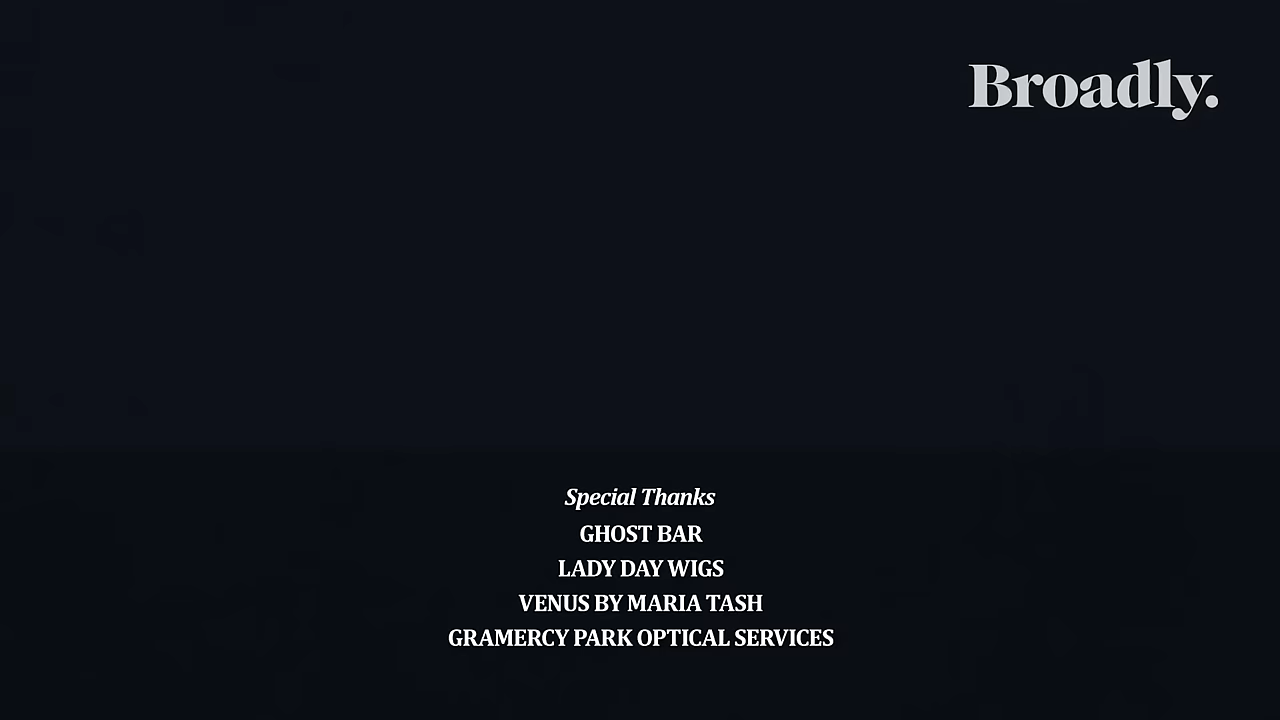 Broadly.
Special Thanks
GHOST BAR
LADY DAY WIGS
VENUS BY MARIA TASH
GRAMERCY PARK OPTICAL SERVICES